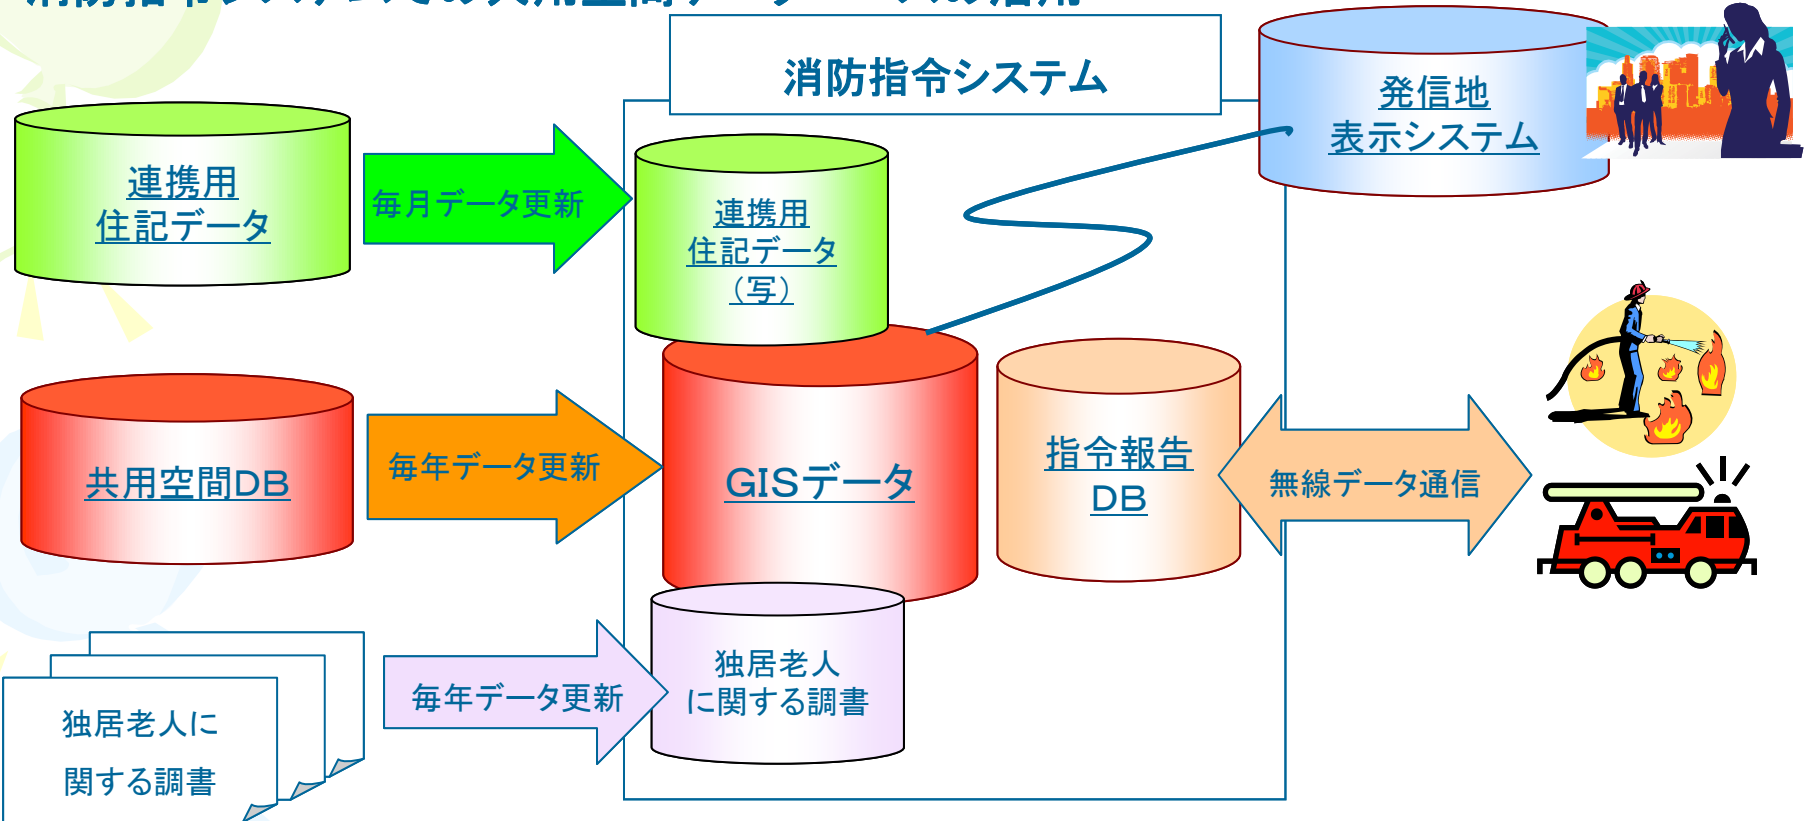 消防指令システム
発信地
表示システム
連携用
住記データ
毎月データ更新
連携用
住記データ
（写）
共用空間DB
毎年データ更新
GISデータ
指令報告
DB
無線データ通信
独居老人に
関する調書
毎年データ更新
独居老人
に関する調書